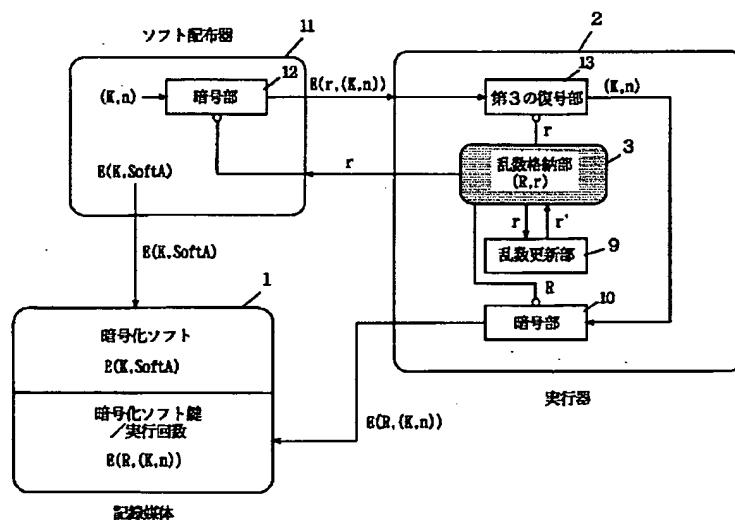 ソフト配布器
11
12
(K,n)
暗号部
E(r,(K,n))
E(K,SoftA)
r
E(K,SoftA)
2
13
第3の復号部
(K,n)
r
3
乱数格納部
(R,r)
r
r'
9
乱数更新部
R
10
暗号部
実行器
1
暗号化ソフト
E(K,SoftA)
暗号化ソフト鍵
/実行回数
E(R,(K,n))
E(R,(K,n))
記録媒体